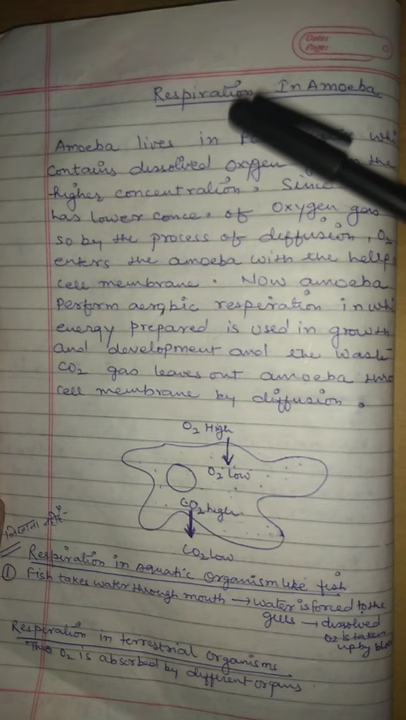 Date:
Page:
Respiration In Amoeba
Amoeba lives in
contains dissolved oxygen the
higher concentration. Since
has lower conc. of oxygen gas
so by the process of diffusion, O₂
enters the amoeba with the help
cell membrane. Now amoeba
perform aerobic respiration in
energy prepared is used in growth
and development and the waste
CO₂ gas leaves out amoeba
cell membrane by diffusion.
O₂ High
O₂ low
CO₂ high
CO₂ low
Respiration in Aquatic Organism like fish
① Fish takes water through mouth → water is forced to the
gills → dissolved
O₂ is taken
up by
Respiration in terrestrial Organisms
The O₂ is absorbed by different organs